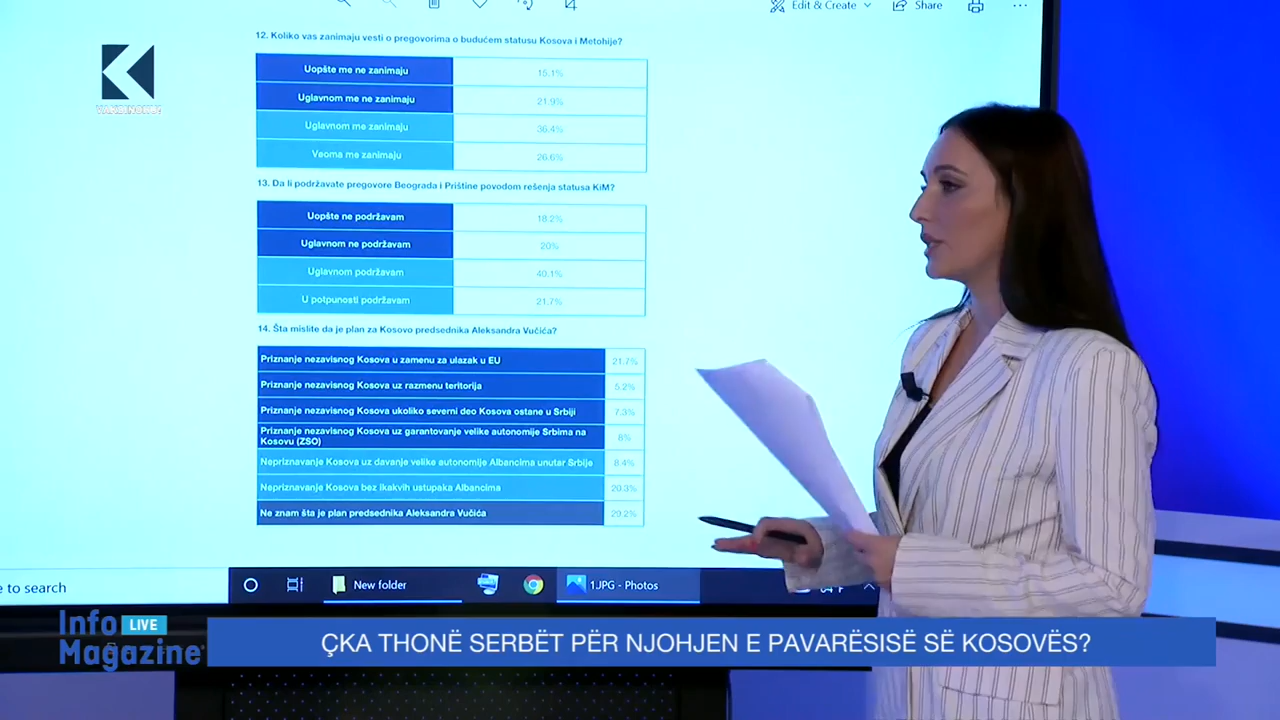 Edit & Create
Share
12. Koliko vas zanimaju vesti o pregovorima o budućem statusu Kosova i Metohije?
Uopšte me ne zanimaju 15.1%
Uglavnom me ne zanimaju 21.9%
Uglavnom me zanimaju 36.4%
Veoma me zanimaju 26.6%
13. Da li podržavate pregovore Beograda i Prištine povodom rešenja statusa KiM?
Uopšte ne podržavam 18.2%
Uglavnom ne podržavam 20%
Uglavnom podržavam 40.1%
U potpunosti podržavam 21.7%
14. Šta mislite da je plan za Kosovo predsednika Aleksandra Vučića?
Priznanje nezavisnog Kosova u zamenu za ulazak u EU 21.7%
Priznanje nezavisnog Kosova uz razmenu teritorija 5.2%
Priznanje nezavisnog Kosova ukoliko severni deo Kosova ostane u Srbiji 7.3%
Priznanje nezavisnog Kosova uz garantovanje velike autonomije Srbima na
Kosovu (ZSO) 8%
Nepriznavanje Kosova uz davanje velike autonomije Albancima unutar Srbije 8.4%
Nepriznavanje Kosova bez ikakvih ustupaka Albancima 20.3%
Ne znam šta je plan predsednika Aleksandra Vučića 29.2%
e to search
New folder
1.JPG - Photos
Info LIVE
Magazine
ÇKA THONË SERBËT PËR NJOHJEN E PAVARËSISË SË KOSOVËS?